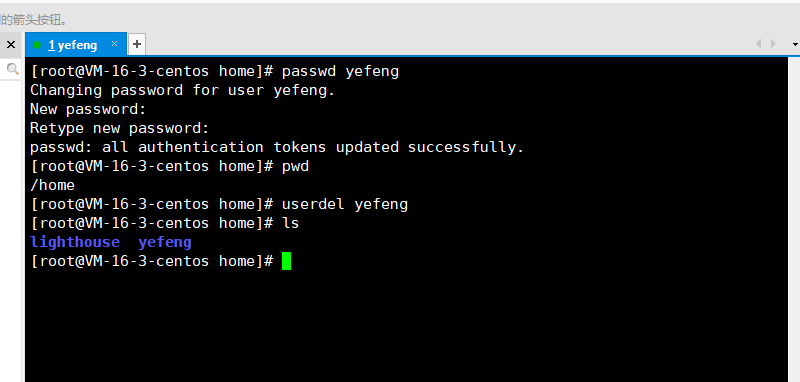 的箭头按钮。
1 yefeng
[root@VM-16-3-centos home]# passwd yefeng
Changing password for user yefeng.
New password:
Retype new password:
passwd: all authentication tokens updated successfully.
[root@VM-16-3-centos home]# pwd
/home
[root@VM-16-3-centos home]# userdel yefeng
[root@VM-16-3-centos home]# ls
lighthouse  yefeng
[root@VM-16-3-centos home]#